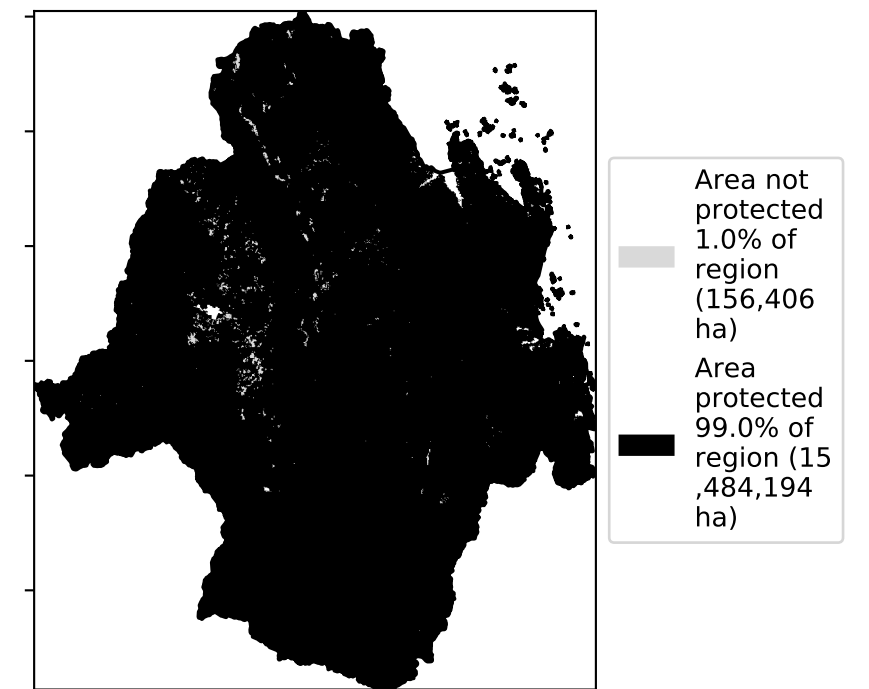 Area not
protected
1.0% of
region
(156,406
ha)
Area
protected
99.0% of
region (15
,484,194
ha)